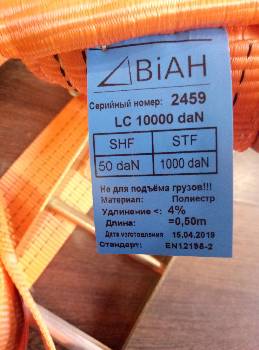 ВІАН
Серийный номер: 2459
LC 10000 daN
SHF STF
50 daN 1000 daN
Не для подъёма грузов!!!
Материал: Полиестр
Удлинение <: 4%
Длина: =0,50m
Дата изготовления 15.04.2019
Стандарт: EN12195-2